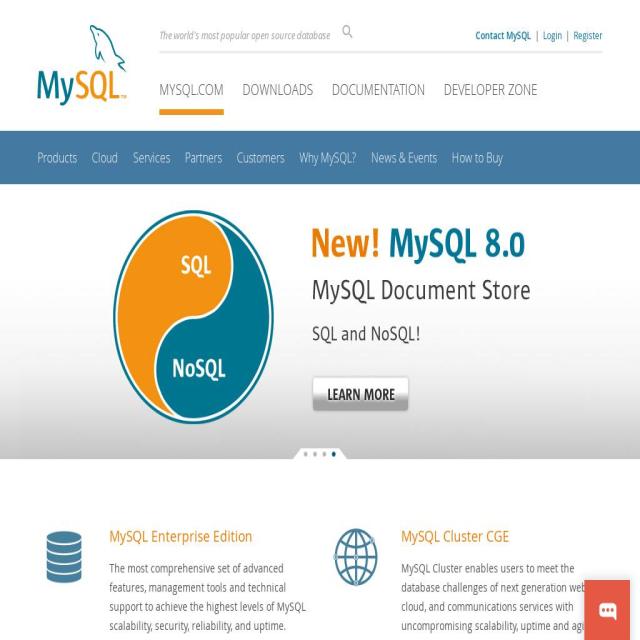 The world's most popular open source database
Contact MySQL | Login | Register
MySQL™
MYSQL.COM DOWNLOADS DOCUMENTATION DEVELOPER ZONE
Products Cloud Services Partners Customers Why MySQL? News & Events How to Buy
SQL
NoSQL
New! MySQL 8.0
MySQL Document Store
SQL and NoSQL!
LEARN MORE
MySQL Enterprise Edition
The most comprehensive set of advanced
features, management tools and technical
support to achieve the highest levels of MySQL
scalability, security, reliability, and uptime.
MySQL Cluster CGE
MySQL Cluster enables users to meet the
database challenges of next generation web,
cloud, and communications services with
uncompromising scalability, uptime and